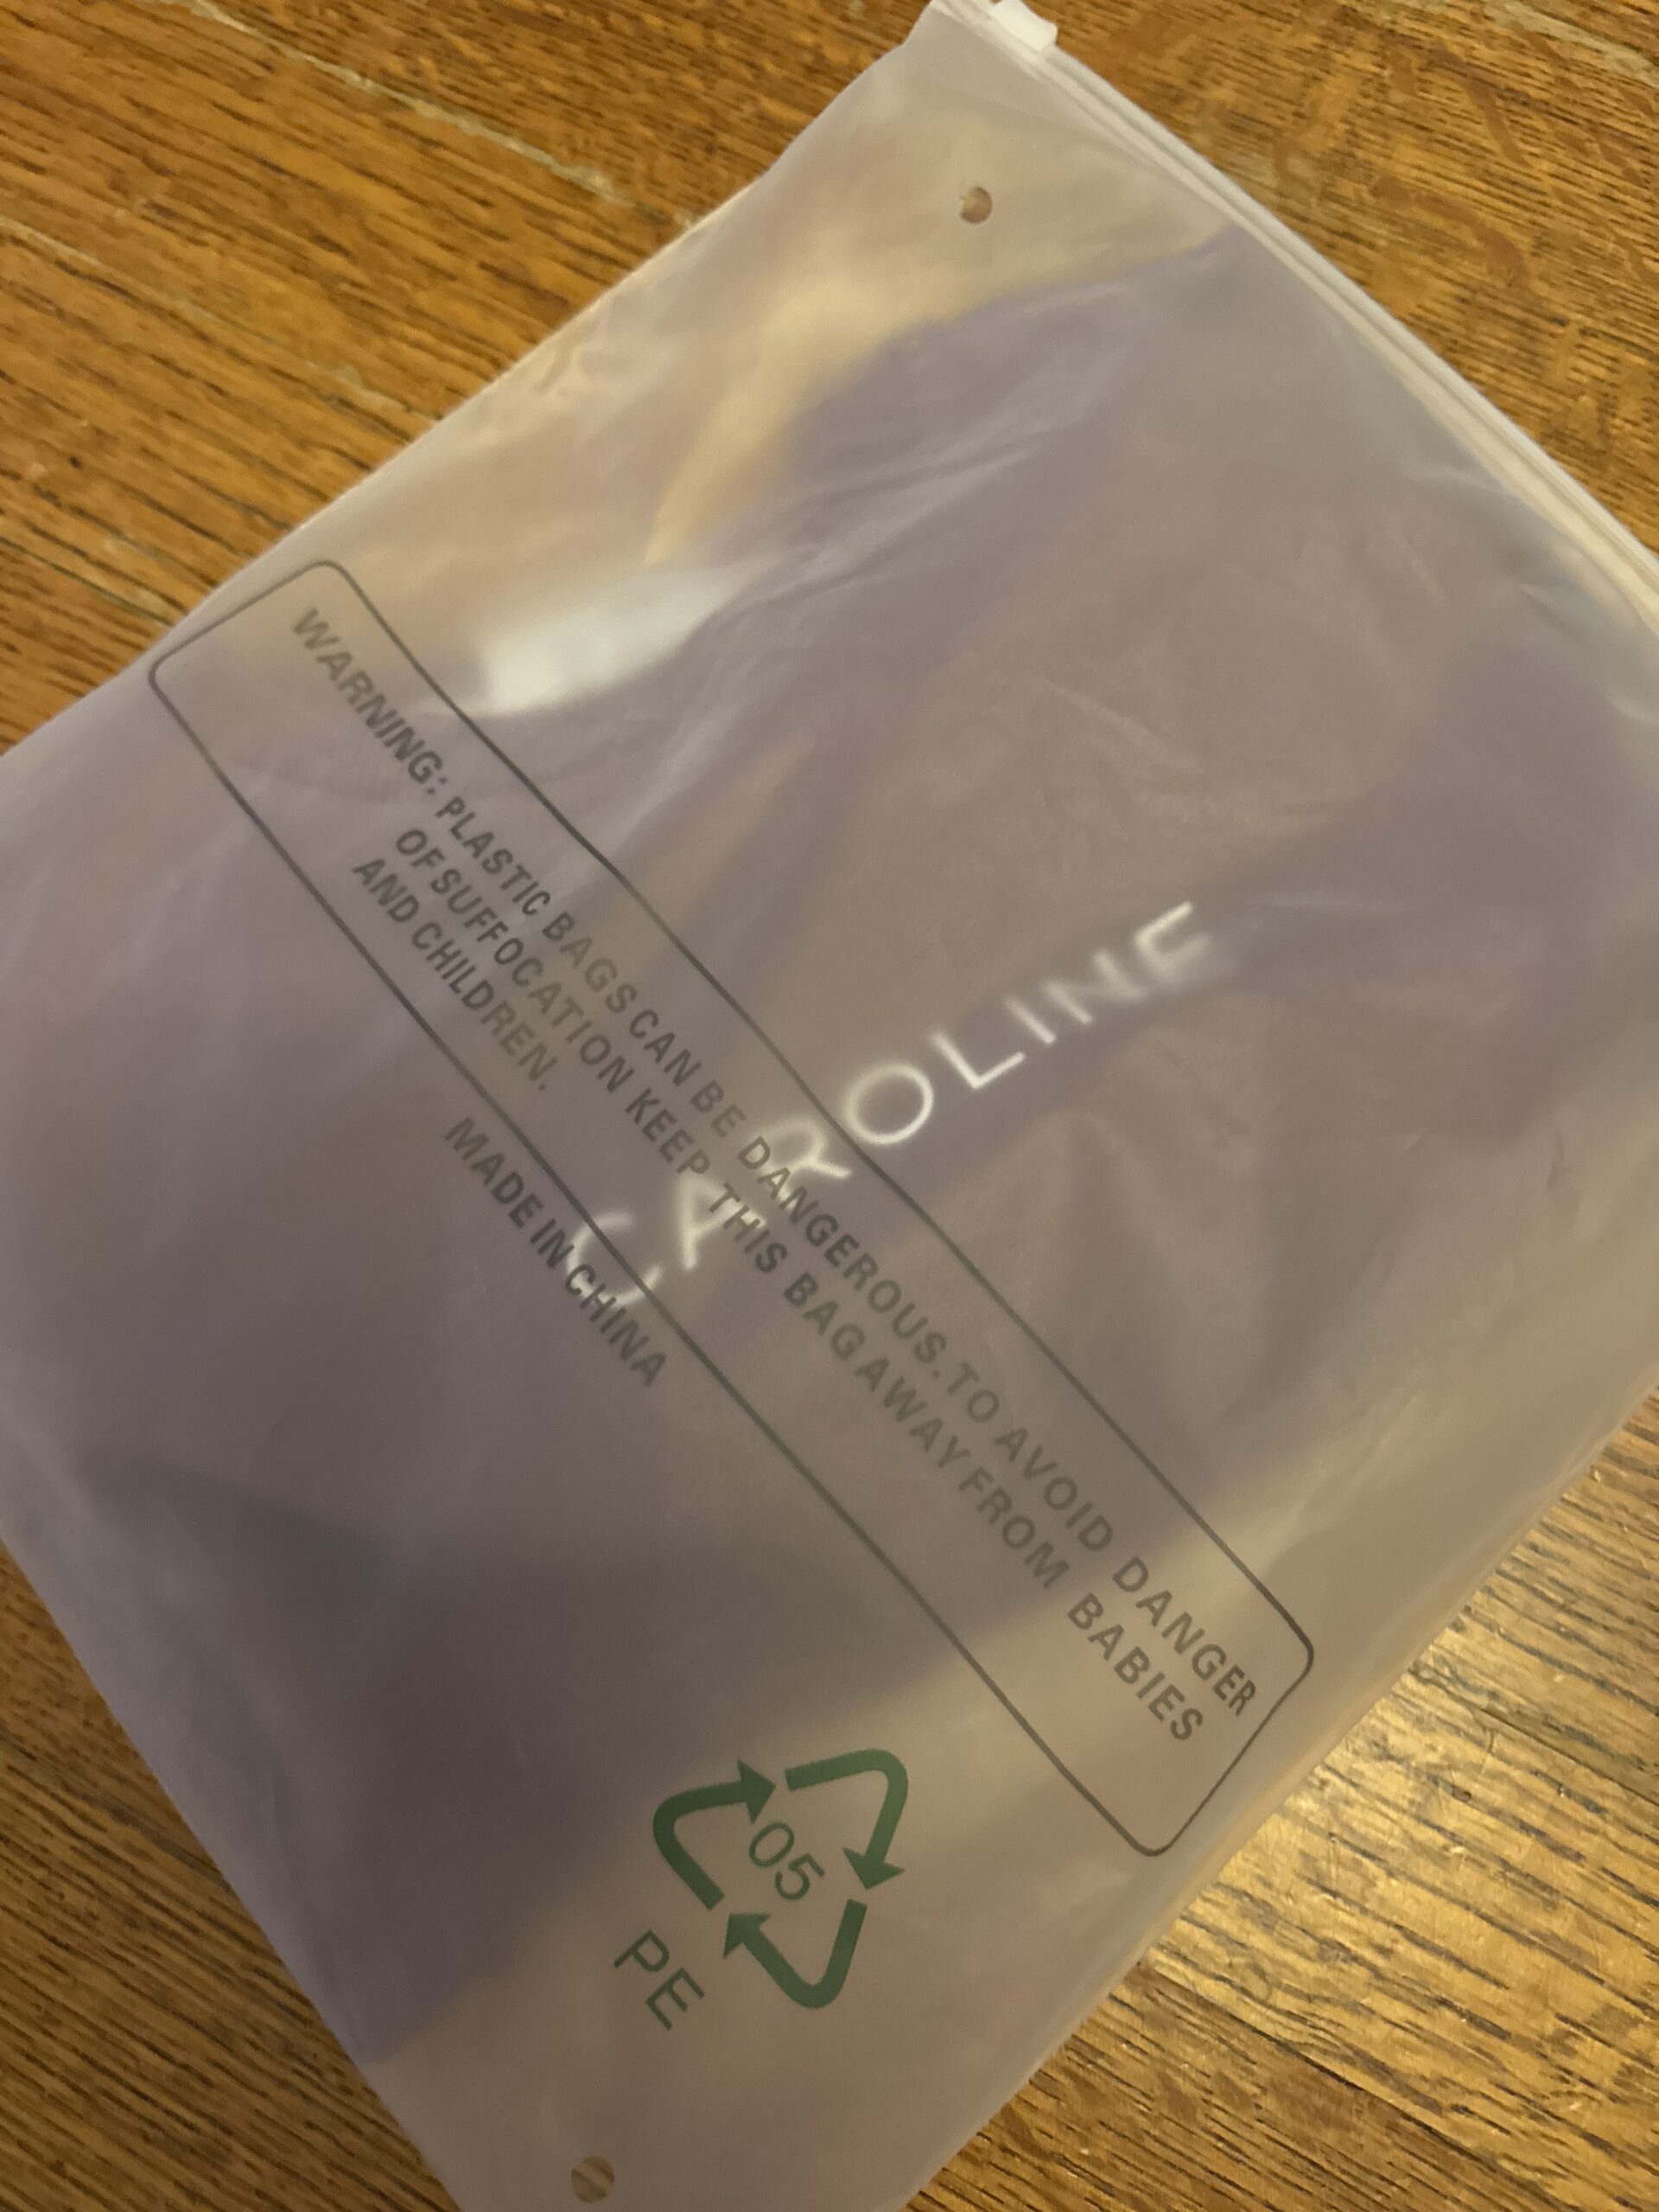 WARNING: PLASTIC BAGS CAN BE DANGEROUS. TO AVOID DANGER
OF SUFFOCATION KEEP THIS BAG AWAY FROM BABIES
AND CHILDREN.
MADE IN CHINA
CAROLINE
05
PE